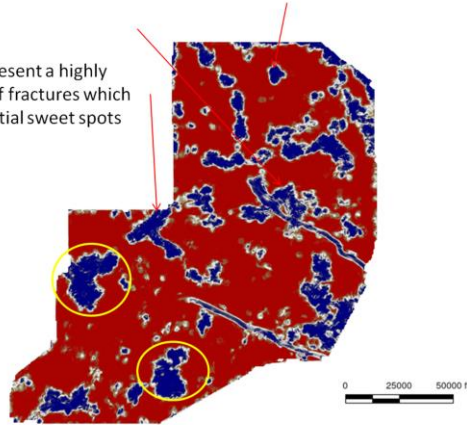 esent a highly
f fractures which
tial sweet spots
0 25000 50000 f